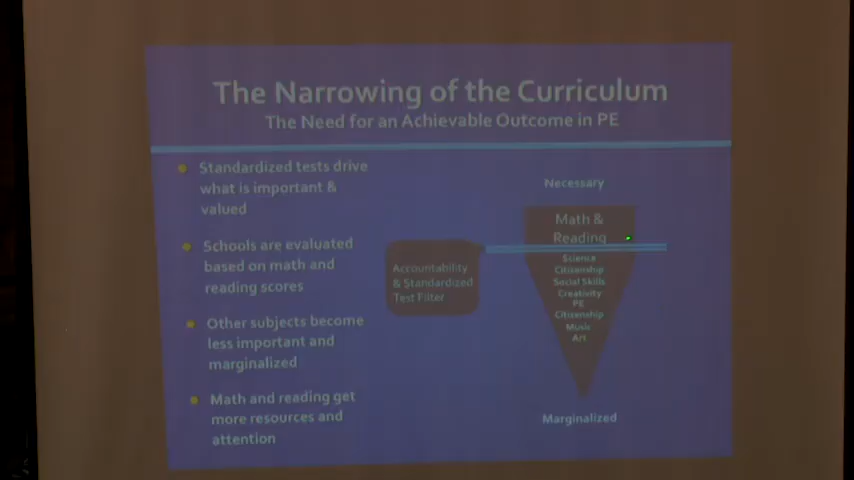 The Narrowing of the Curriculum
The Need for an Achievable Outcome in PE
Standardized tests drive
what is important &
valued
Schools are evaluated
based on math and
reading scores
Other subjects become
less important and
marginalized
Math and reading get
more resources and
attention
Accountability
& Standardized
Test Filter
Necessary
Math &
Reading
Science
Citizenship
Social Skills
Creativity
PE
Citizenship
Music
Art
Marginalized